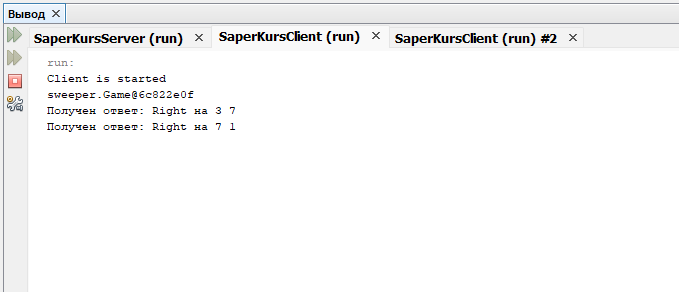 Вывод
SaperKursServer (run)
SaperKursClient (run)
SaperKursClient (run) #2
run:
Client is started
sweeper.Game@6c822e0f
Получен ответ: Right на 3 7
Получен ответ: Right на 7 1